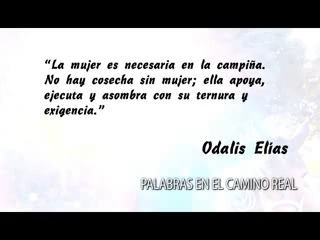 “La mujer es necesaria en la campiña.
No hay cosecha sin mujer; ella apoya,
ejecuta y asombra con su ternura y
exigencia.”
Odalis Elías
PALABRAS EN EL CAMINO REAL